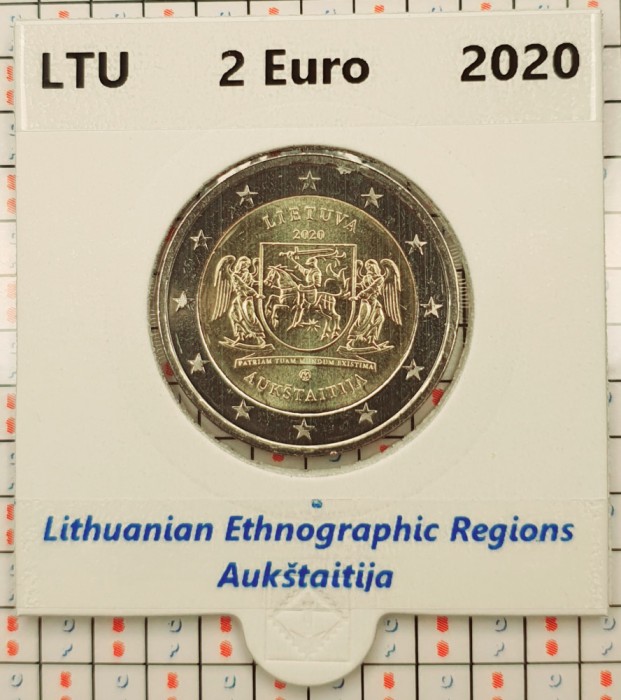 LTU 2 Euro 2020
LIETUVA
2020
PATRIAM TUAM MUNDUM EXISTIMA
AUKŠTAITIJA
Lithuanian Ethnographic Regions
Aukštaitija